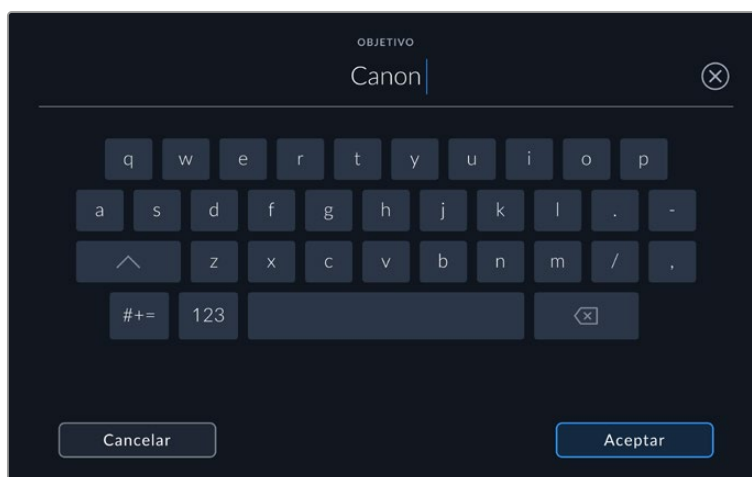 OBJETIVO
Canon
q w e r t y u i o p
a s d f g h j k l . -
z x c v b n m / ,
#+= 123
Cancelar Aceptar